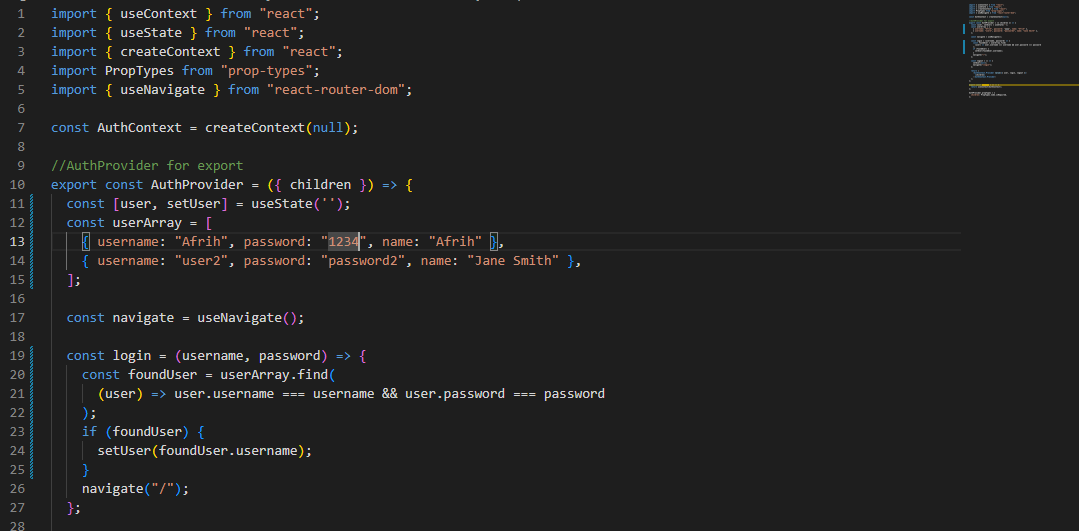 1 import { useContext } from "react";
2 import { useState } from "react";
3 import { createContext } from "react";
4 import PropTypes from "prop-types";
5 import { useNavigate } from "react-router-dom";
6
7 const AuthContext = createContext(null);
8
9 //AuthProvider for export
10 export const AuthProvider = ({ children }) => {
11   const [user, setUser] = useState('');
12   const userArray = [
13     { username: "Afrih", password: "1234", name: "Afrih" },
14     { username: "user2", password: "password2", name: "Jane Smith" },
15   ];
16
17   const navigate = useNavigate();
18
19   const login = (username, password) => {
20     const foundUser = userArray.find(
21       (user) => user.username === username && user.password === password
22     );
23     if (foundUser) {
24       setUser(foundUser.username);
25     }
26     navigate("/");
27   };
28